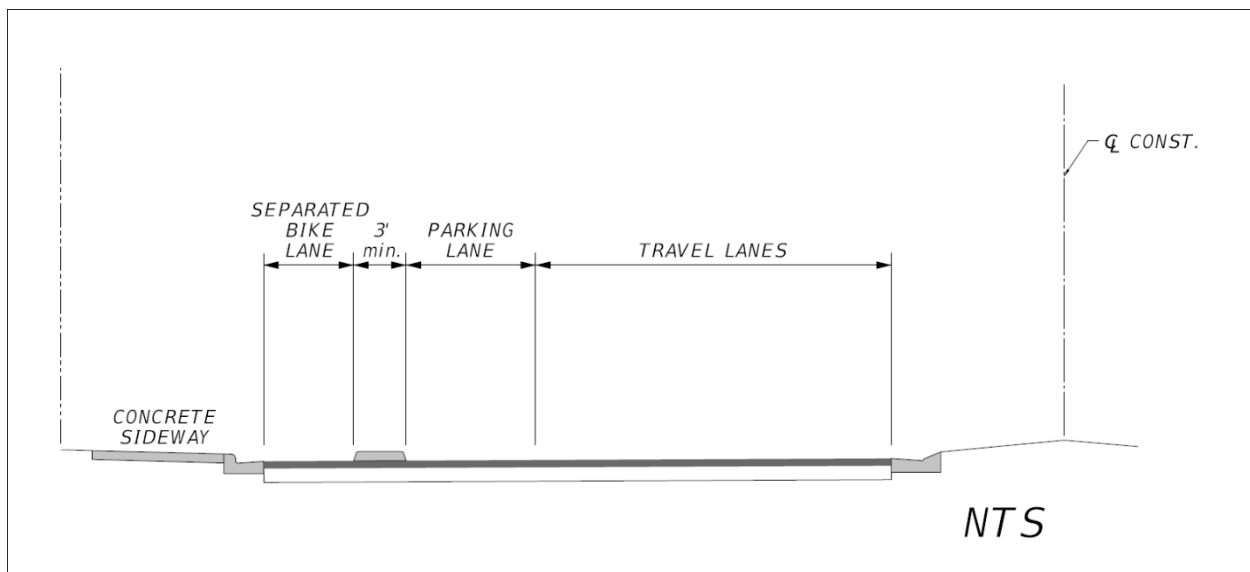 ℄ CONST.
SEPARATED
BIKE
LANE
3'
min.
PARKING
LANE
TRAVEL LANES
CONCRETE
SIDEWAY
NTS